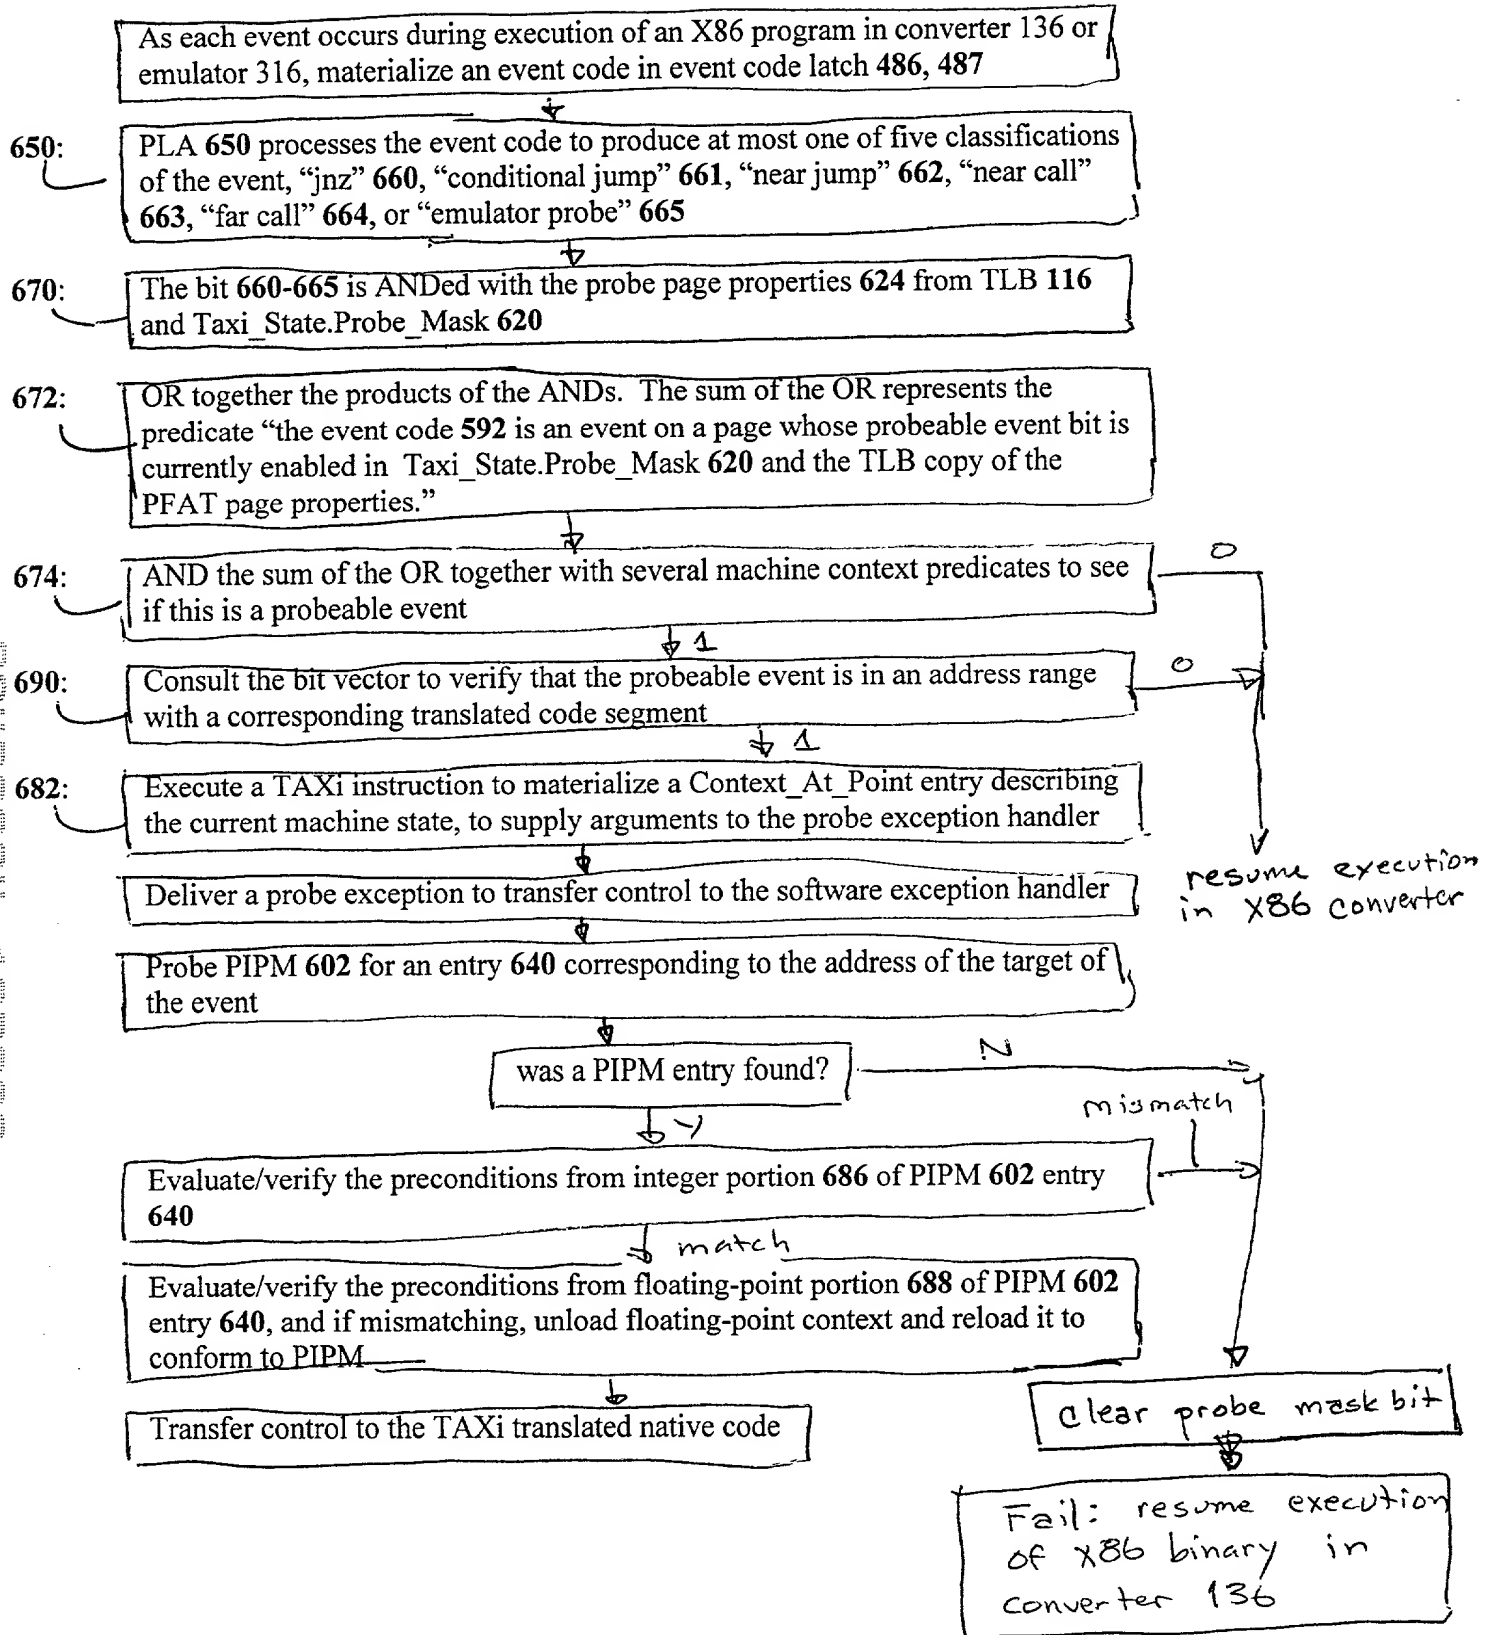 As each event occurs during execution of an X86 program in converter 136 or
emulator 316, materialize an event code in event code latch 486, 487
650:
PLA 650 processes the event code to produce at most one of five classifications
of the event, “jnz” 660, “conditional jump” 661, “near jump” 662, “near call”
663, “far call” 664, or “emulator probe” 665
670:
The bit 660-665 is ANDed with the probe page properties 624 from TLB 116
and Taxi_State.Probe_Mask 620
672:
OR together the products of the ANDs. The sum of the OR represents the
predicate “the event code 592 is an event on a page whose probeable event bit is
currently enabled in Taxi_State.Probe_Mask 620 and the TLB copy of the
PFAT page properties.”
674:
AND the sum of the OR together with several machine context predicates to see
if this is a probeable event
0
1
690:
Consult the bit vector to verify that the probeable event is in an address range
with a corresponding translated code segment
0
1
682:
Execute a TAXi instruction to materialize a Context_At_Point entry describing
the current machine state, to supply arguments to the probe exception handler
resume execution
in X86 converter
Deliver a probe exception to transfer control to the software exception handler
Probe PIPM 602 for an entry 640 corresponding to the address of the target of
the event
was a PIPM entry found?
N
Y
mismatch
Evaluate/verify the preconditions from integer portion 686 of PIPM 602 entry
640
match
Evaluate/verify the preconditions from floating-point portion 688 of PIPM 602
entry 640, and if mismatching, unload floating-point context and reload it to
conform to PIPM
Transfer control to the TAXi translated native code
Clear probe mask bit
Fail: resume execution
of X86 binary in
converter 136